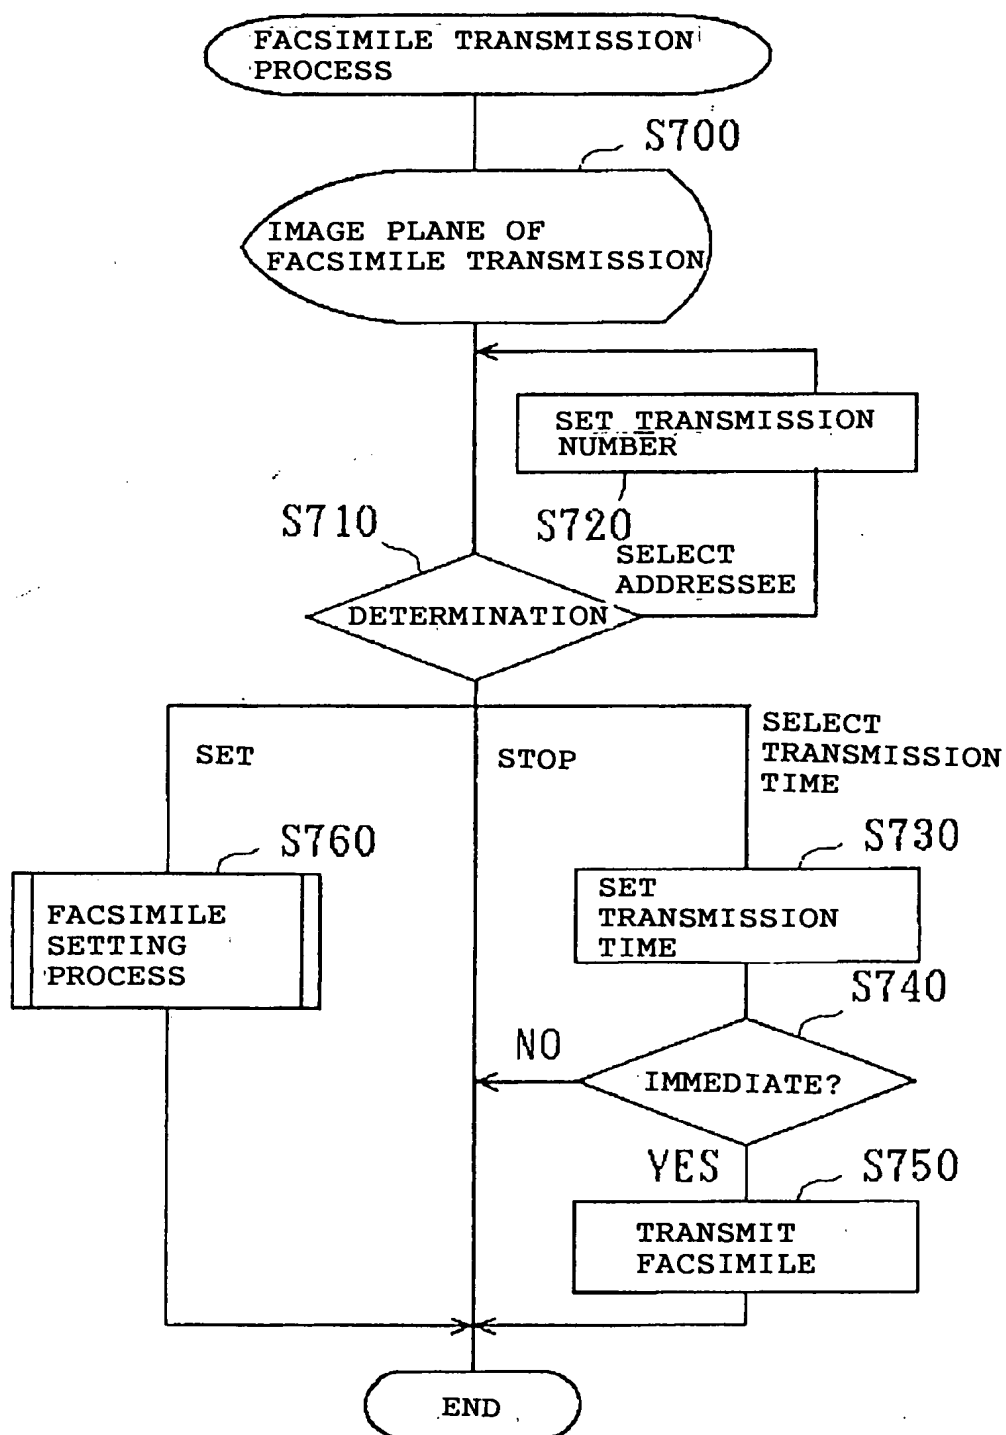 FACSIMILE TRANSMISSION
PROCESS
S700
IMAGE PLANE OF
FACSIMILE TRANSMISSION
SET TRANSMISSION
NUMBER
S720
S710
SELECT
ADDRESSEE
DETERMINATION
SET
STOP
SELECT
TRANSMISSION
TIME
S760
S730
FACSIMILE
SETTING
PROCESS
SET
TRANSMISSION
TIME
S740
NO
IMMEDIATE?
YES
S750
TRANSMIT
FACSIMILE
END